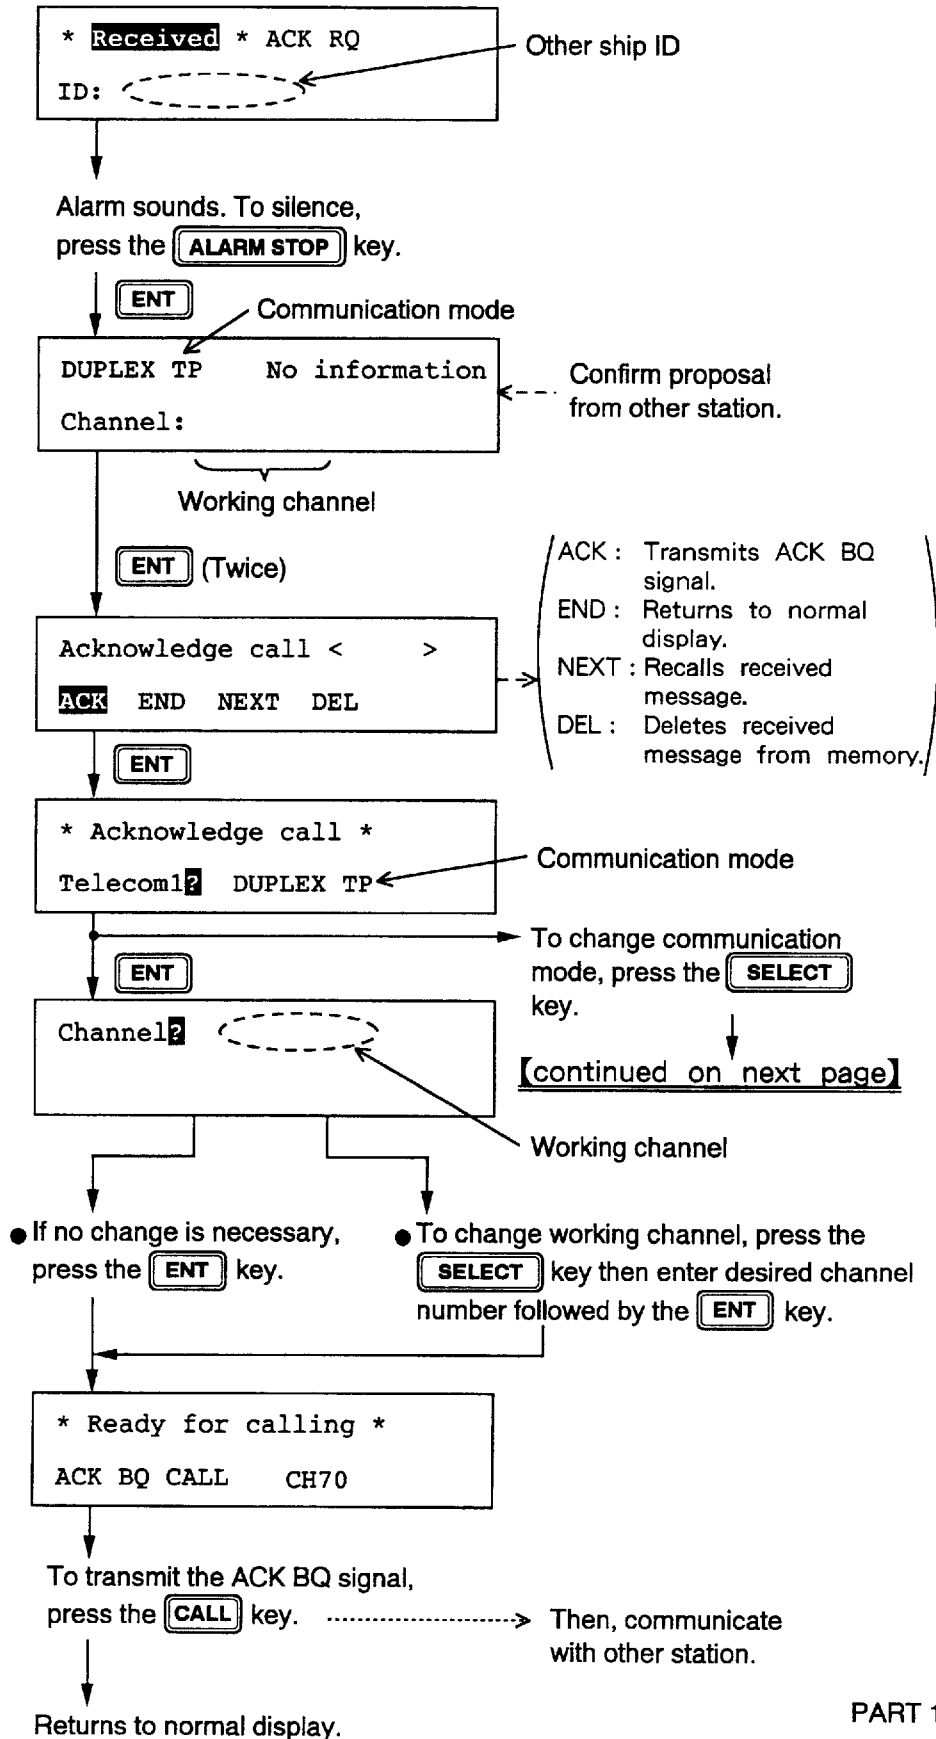 * Received * ACK RQ
Other ship ID
ID:
Alarm sounds. To silence,
press the ALARM STOP key.
ENT
Communication mode
DUPLEX TP No information
Channel:
Confirm proposal
from other station.
Working channel
ENT (Twice)
ACK : Transmits ACK BQ
signal.
END : Returns to normal
display.
NEXT : Recalls received
message.
DEL : Deletes received
message from memory.
Acknowledge call < >
ACK END NEXT DEL
ENT
* Acknowledge call *
Telecom1? DUPLEX TP
Communication mode
To change communication
mode, press the SELECT
key.
[continued on next page]
ENT
Channel?
Working channel
● If no change is necessary,
press the ENT key.
● To change working channel, press the
SELECT key then enter desired channel
number followed by the ENT key.
* Ready for calling *
ACK BQ CALL CH70
To transmit the ACK BQ signal,
press the CALL key.
Then, communicate
with other station.
Returns to normal display.
PART 1